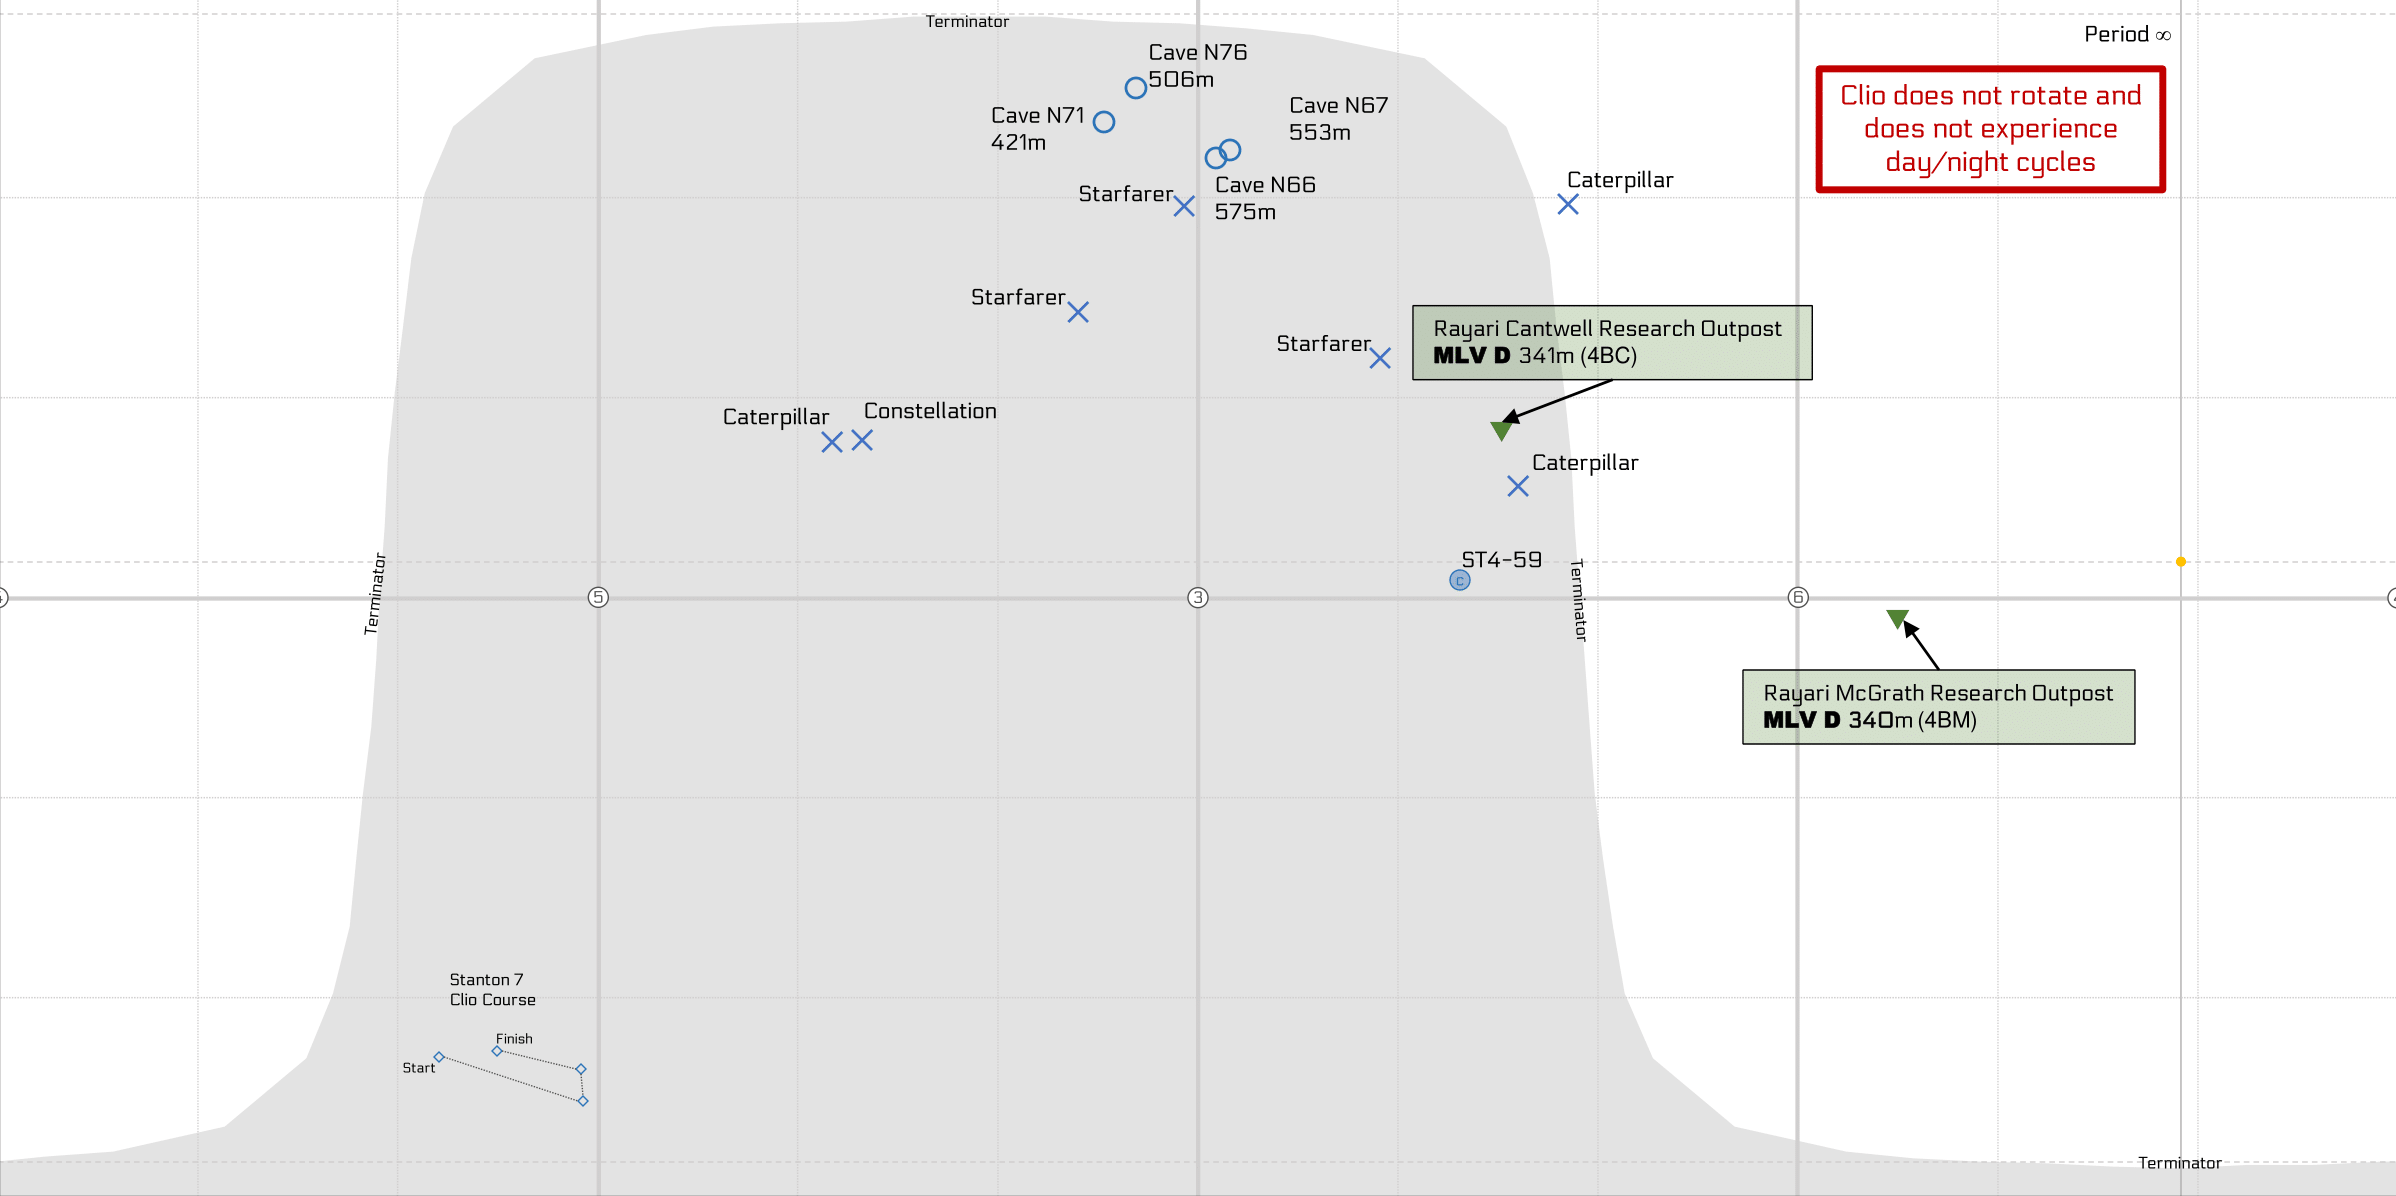 Terminator
Period ∞
Cave N76
506m
Clio does not rotate and
does not experience
day/night cycles
Cave N71
421m
Cave N67
553m
Starfarer
Cave N66
575m
Caterpillar
Starfarer
Rayari Cantwell Research Outpost
MLV D 341m (4BC)
Starfarer
Caterpillar
Constellation
Caterpillar
ST4-59
C
Terminator
Terminator
5
3
6
4
Rayari McGrath Research Outpost
MLV D 340m (4BM)
Stanton 7
Clio Course
Finish
Start
Terminator